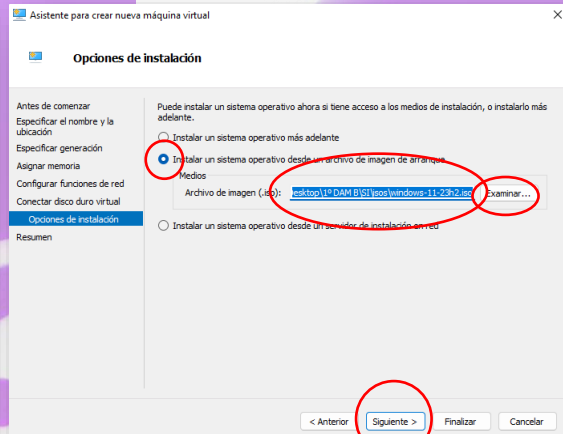 Asistente para crear nueva máquina virtual
Opciones de instalación
Antes de comenzar
Especificar el nombre y la
ubicación
Especificar generación
Asignar memoria
Configurar funciones de red
Conectar disco duro virtual
Opciones de instalación
Resumen
Puede instalar un sistema operativo ahora si tiene acceso a los medios de instalación, o instalarlo más
adelante.
Instalar un sistema operativo más adelante
Instalar un sistema operativo desde un archivo de imagen de arranque
Medios
Archivo de imagen (.iso): esktop\1º DAM B\SI\isos\windows-11-23h2.iso Examinar...
Instalar un sistema operativo desde un servidor de instalación en red
< Anterior Siguiente > Finalizar Cancelar